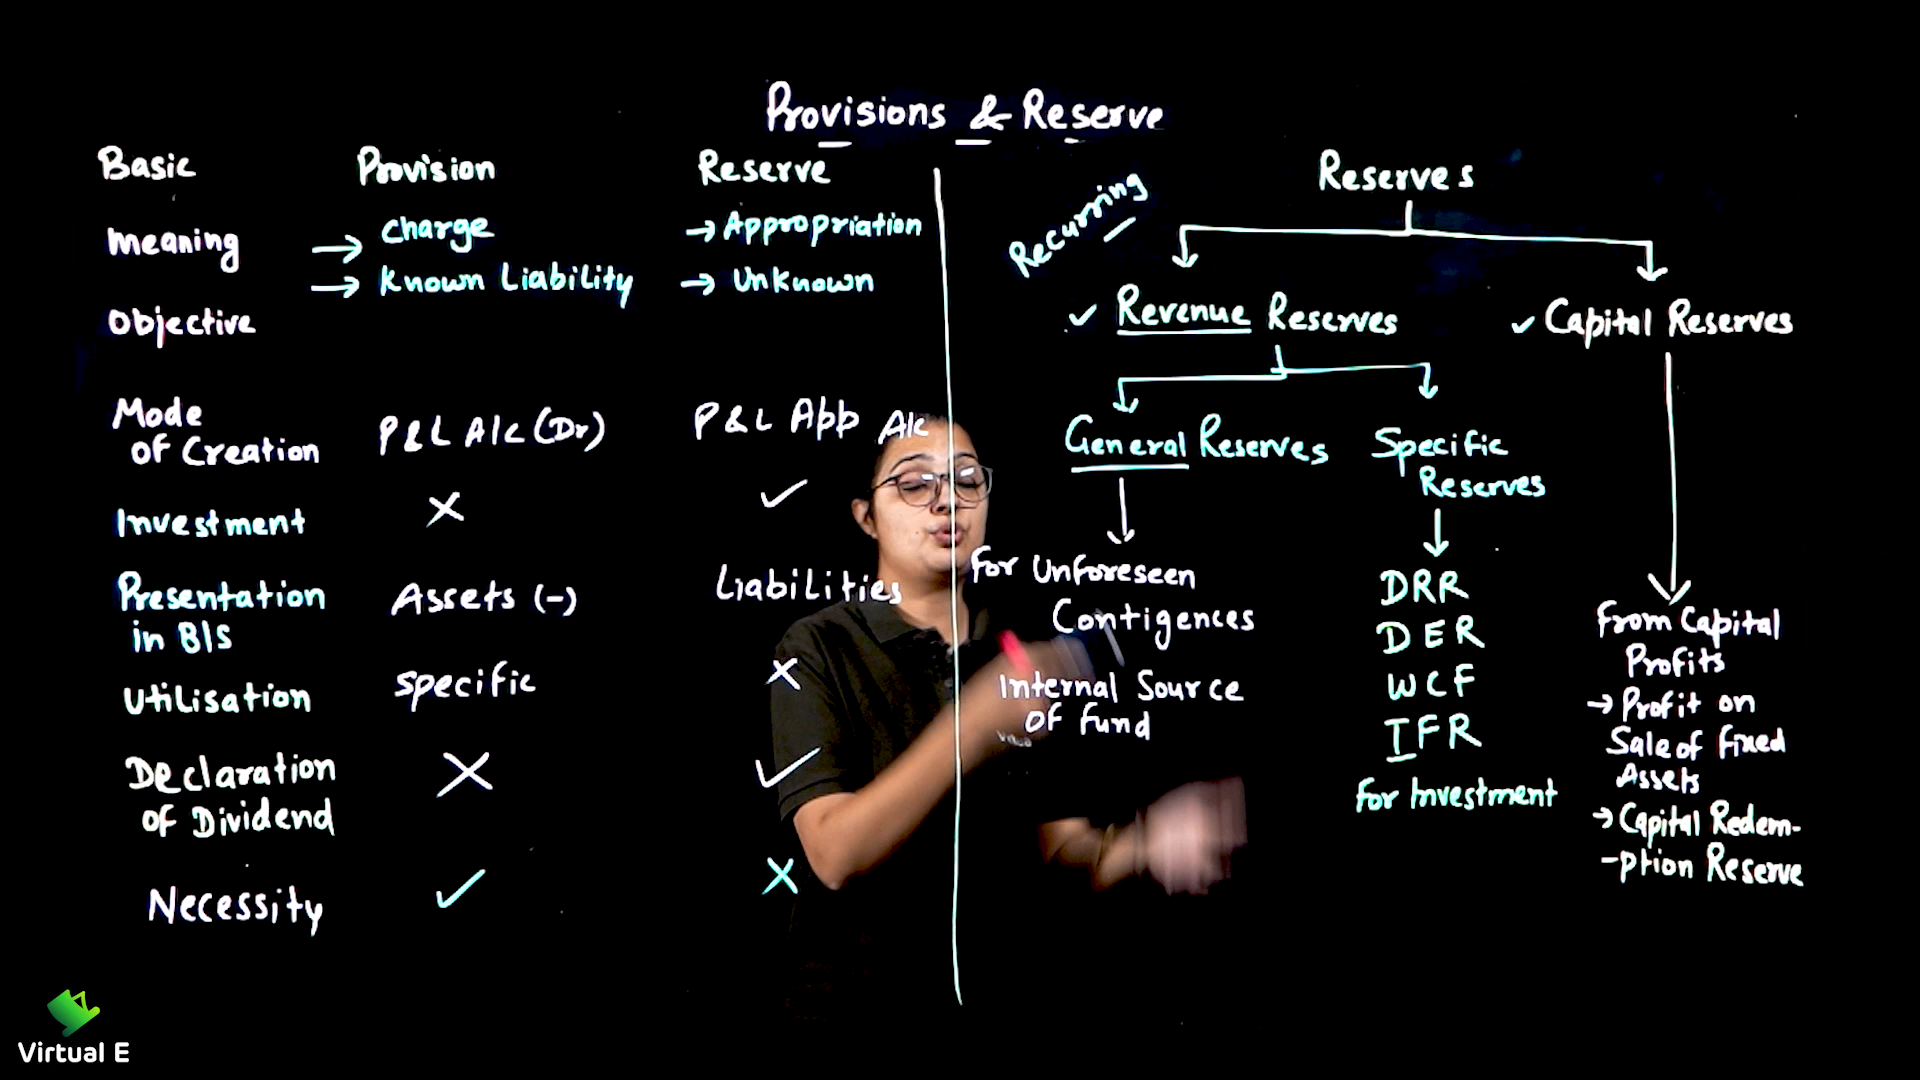 Provisions & Reserve
Basic Provision Reserve
Meaning → Charge → Appropriation
→ Known Liability → Unknown
Objective
Mode
of Creation P&L A/c (Dr) P & L App A/c
Investment × ✓
Presentation
in B/S Assets (-) Liabilities
Utilisation Specific ×
Declaration
of Dividend × ✓
Necessity ✓ ×
Reserves
Recurring
✓ Revenue Reserves
✓ Capital Reserves
General Reserves
Specific
Reserves
For Unforeseen
Contigences
Internal Source
of Fund
DRR
DER
WCF
IFR
For Investment
From Capital
Profits
→ Profit on
Sale of Fixed
Assets
→ Capital Redem-
-ption Reserve
Virtual E